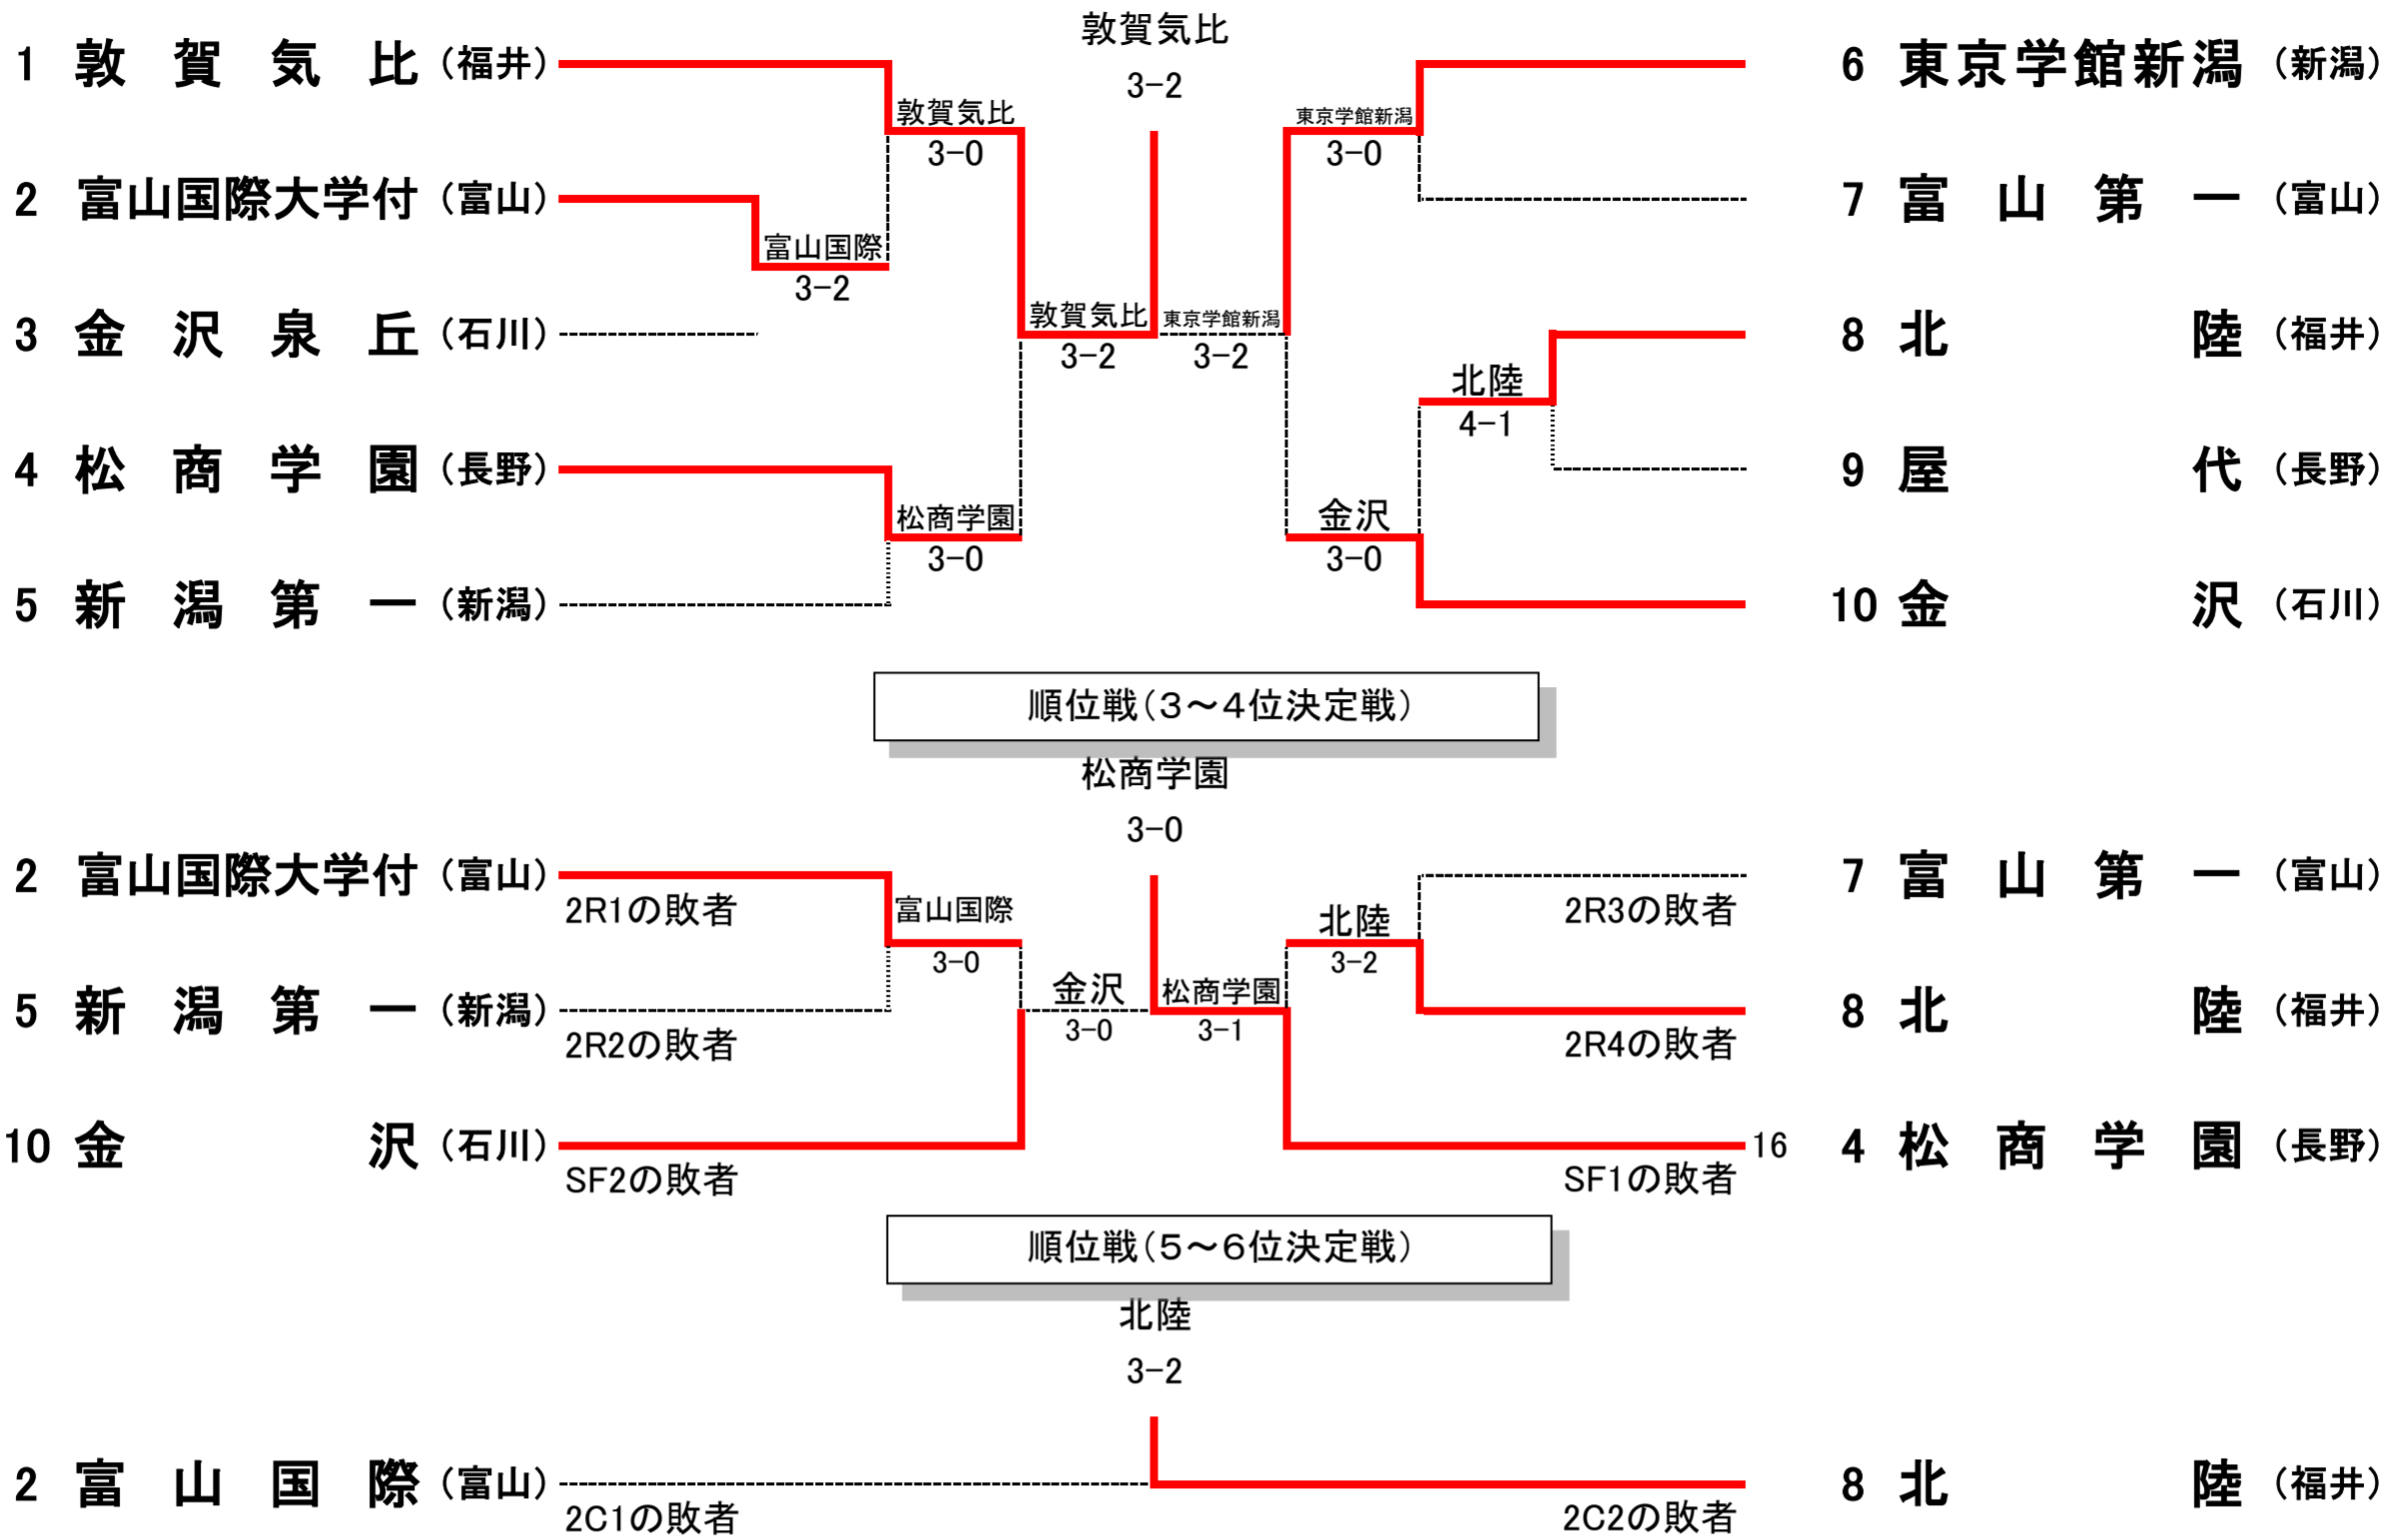 敦賀気比
3-2
1 敦賀気比（福井）
6 東京学館新潟（新潟）
敦賀気比
3-0
東京学館新潟
3-0
2 富山国際大学付（富山）
7 富山第一（富山）
富山国際
3-2
3 金沢泉丘（石川）
敦賀気比
3-2
東京学館新潟
3-2
8 北陸（福井）
北陸
4-1
4 松商学園（長野）
9 屋代（長野）
松商学園
3-0
金沢
3-0
5 新潟第一（新潟）
10 金沢（石川）
順位戦（３～４位決定戦）
松商学園
3-0
2 富山国際大学付（富山）
2R1の敗者
7 富山第一（富山）
2R3の敗者
富山国際
3-0
北陸
3-2
5 新潟第一（新潟）
2R2の敗者
金沢
3-0
松商学園
3-1
8 北陸（福井）
2R4の敗者
10 金沢（石川）
SF2の敗者
16
4 松商学園（長野）
SF1の敗者
順位戦（５～６位決定戦）
北陸
3-2
2 富山国際（富山）
2C1の敗者
8 北陸（福井）
2C2の敗者